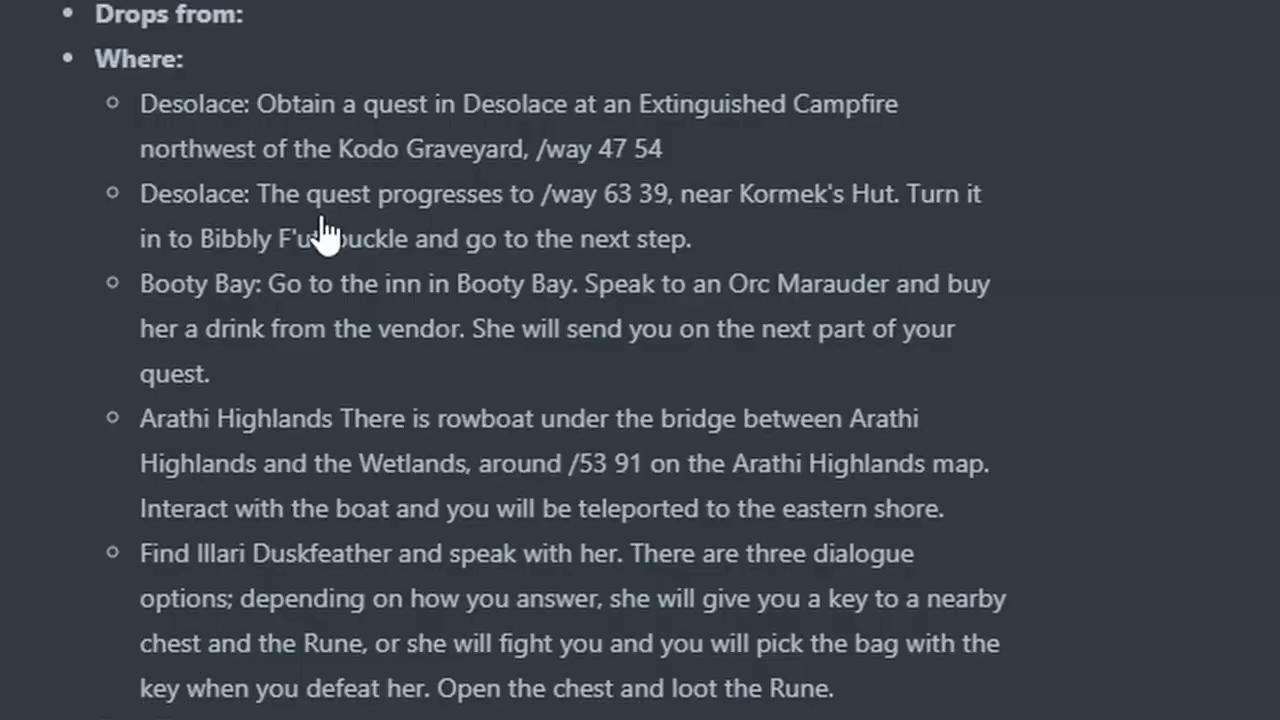 Drops from:
Where:
Desolace: Obtain a quest in Desolace at an Extinguished Campfire
northwest of the Kodo Graveyard, /way 47 54
Desolace: The quest progresses to /way 63 39, near Kormek's Hut. Turn it
in to Bibbly and go to the next step.
Booty Bay: Go to the inn in Booty Bay. Speak to an Orc Marauder and buy
her a drink from the vendor. She will send you on the next part of your
quest.
Arathi Highlands There is rowboat under the bridge between Arathi
Highlands and the Wetlands, around /53 91 on the Arathi Highlands map.
Interact with the boat and you will be teleported to the eastern shore.
Find Illari Duskfeather and speak with her. There are three dialogue
options; depending on how you answer, she will give you a key to a nearby
chest and the Rune, or she will fight you and you will pick the bag with the
key when you defeat her. Open the chest and loot the Rune.